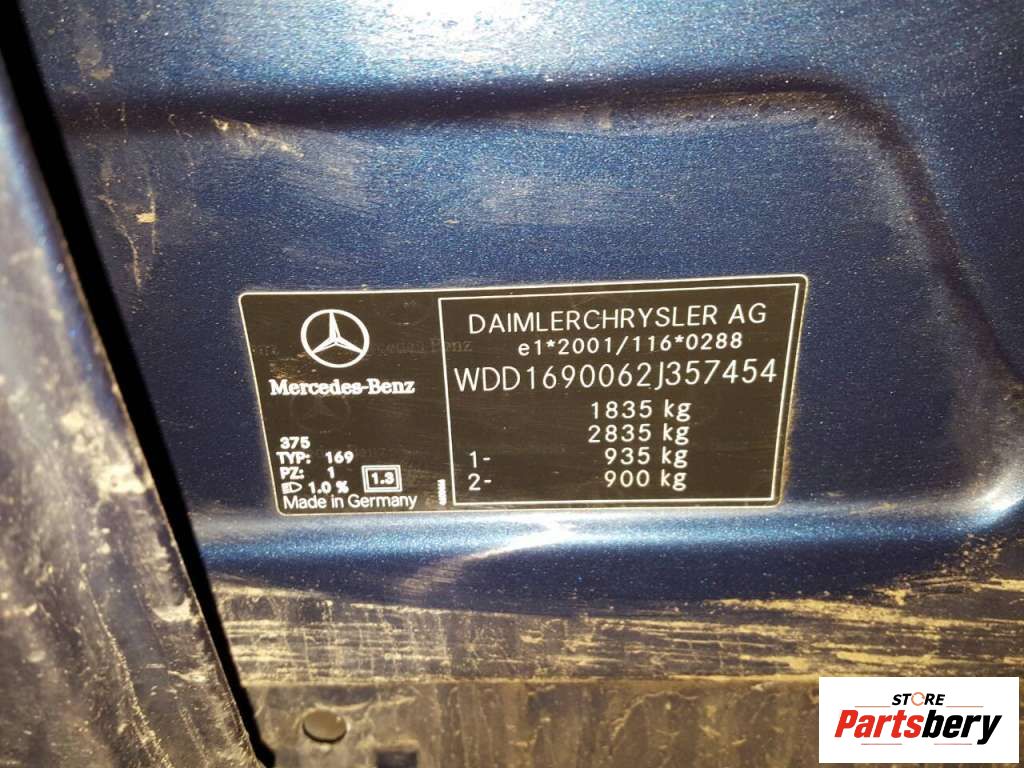 Mercedes-Benz
375
TYP: 169
PZ: 1
1.0 %
1.3
Made in Germany
DAIMLERCHRYSLER AG
e1*2001/116*0288
WDD1690062J357454
1835 kg
2835 kg
1- 935 kg
2- 900 kg
STORE
Partsbery